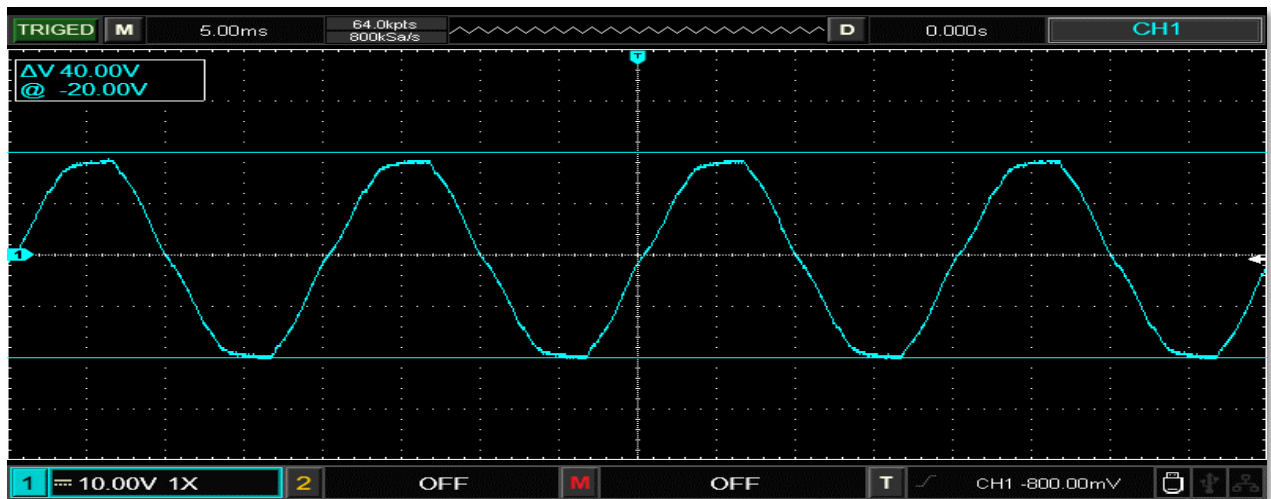 TRIGED M 5.00ms 64.0kpts D 0.000s CH1
800kSa/s
T
ΔV 40.00V
@ -20.00V
1
1 10.00V 1X 2 OFF M OFF T CH1 -800.00mV